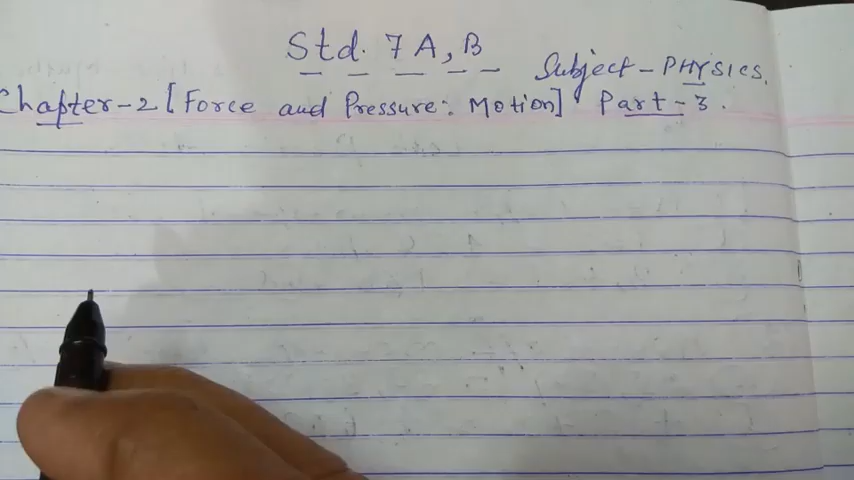 Std. 7 A, B
Subject - PHYSICS.
Chapter-2 [Force and Pressure: Motion] Part-3.